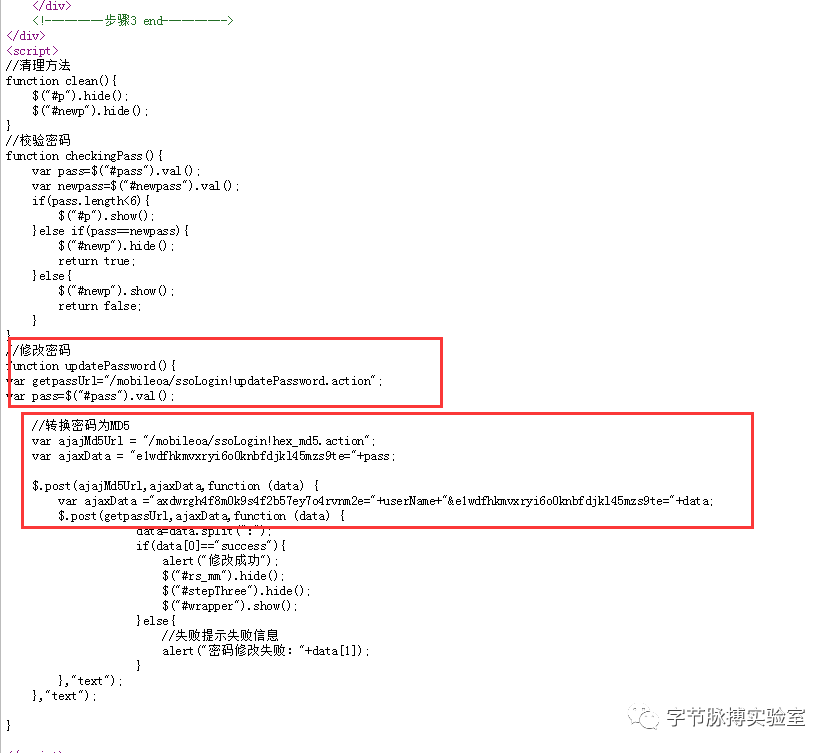 </div>
<!--————步骤3 end————-->
</div>
<script>
//清理方法
function clean(){
$("#p").hide();
$("#newp").hide();
}
//校验密码
function checkingPass(){
var pass=$("#pass").val();
var newpass=$("#newpass").val();
if(pass.length<6){
$("#p").show();
}else if(pass==newpass){
$("#newp").hide();
return true;
}else{
$("#newp").show();
return false;
}
}
//修改密码
function updatePassword(){
var getpassUrl="/mobileoa/ssoLogin!updatePassword.action";
var pass=$("#pass").val();
//转换密码为MD5
var ajajMd5Url = "/mobileoa/ssoLogin!hex_md5.action";
var ajaxData = "e1wdfhkmvxryi6o0knbfdjkl45mzs9te="+pass;
$.post(ajajMd5Url,ajaxData,function (data) {
var ajaxData ="axdwrgh4f8m0k9s4f2b57ey7o4rvnm2e="+userName+"&e1wdfhkmvxryi6o0knbfdjkl45mzs9te="+data;
$.post(getpassUrl,ajaxData,function (data) {
data=data.split(":");
if(data[0]=="success"){
alert("修改成功");
$("#rs_mm").hide();
$("#stepThree").hide();
$("#wrapper").show();
}else{
//失败提示失败信息
alert("密码修改失败："+data[1]);
}
},"text");
},"text");
}
字节脉搏实验室